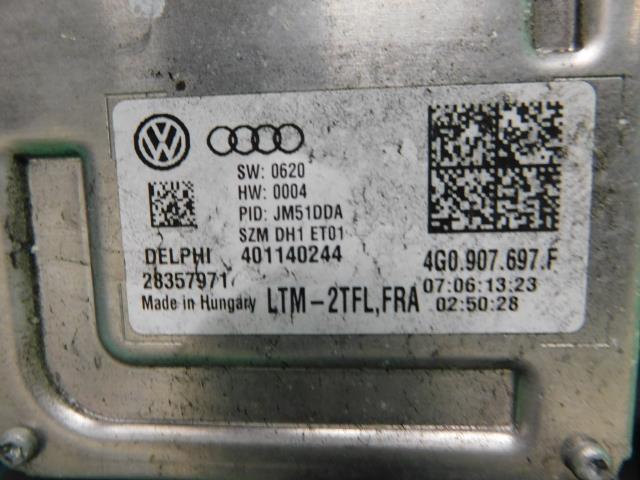 SW: 0620
HW: 0004
PID: JM51DDA
SZM DH1 ET01
DELPHI 401140244
28357971
Made in Hungary LTM-2TFL,FRA
4G0.907.697.F
07:06:13:23
02:50:28